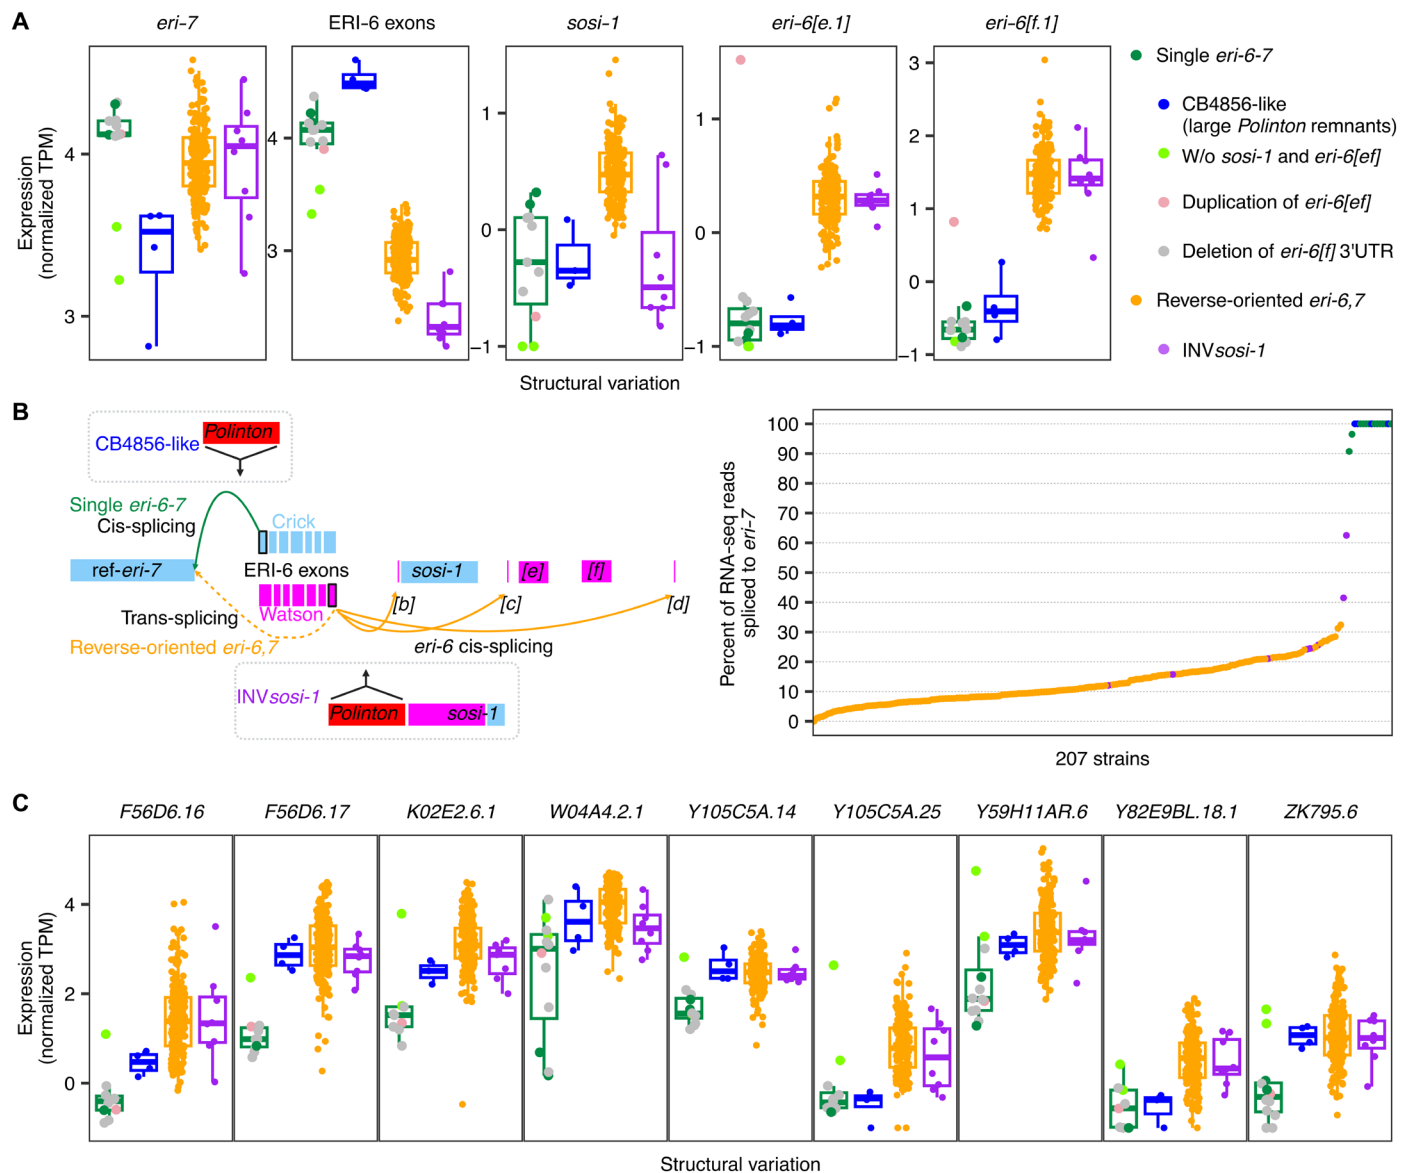 A
eri-7
ERI-6 exons
sosi-1
eri-6[e.1]
eri-6[f.1]
Expression
(normalized TPM)
4
3
4
3
1
0
−1
1
0
−1
3
2
1
0
−1
Structural variation
Single eri-6-7
CB4856-like
(large Polinton remnants)
W/o sosi-1 and eri-6[ef]
Duplication of eri-6[ef]
Deletion of eri-6[f] 3'UTR
Reverse-oriented eri-6,7
INVsosi-1
B
CB4856-like
Polinton
Single eri-6-7
Cis-splicing
Crick
ref-eri-7
ERI-6 exons
sosi-1
[e]
[f]
Watson
[b]
[c]
[d]
Trans-splicing
Reverse-oriented eri-6,7
eri-6 cis-splicing
INVsosi-1
Polinton
sosi-1
Percent of RNA-seq reads
spliced to eri-7
100
90
80
70
60
50
40
30
20
10
0
207 strains
C
F56D6.16
F56D6.17
K02E2.6.1
W04A4.2.1
Y105C5A.14
Y105C5A.25
Y59H11AR.6
Y82E9BL.18.1
ZK795.6
Expression
(normalized TPM)
4
2
0
Structural variation